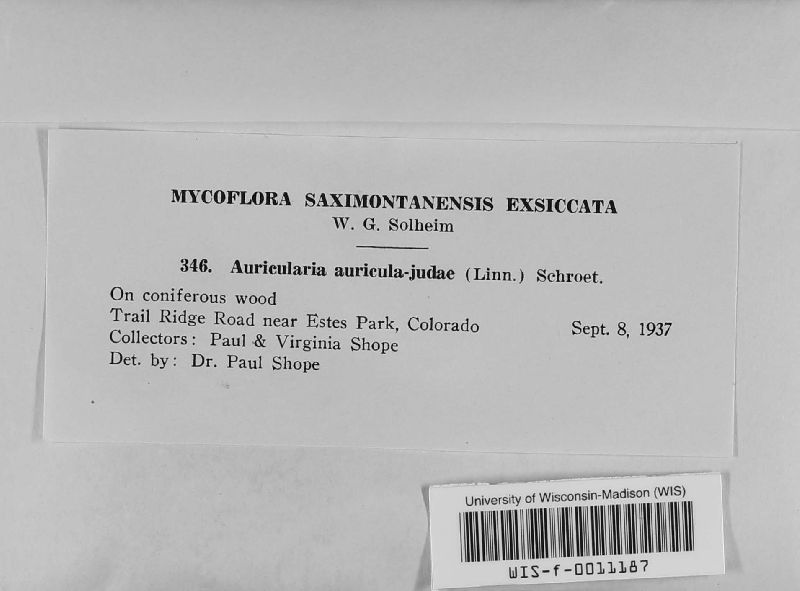 MYCOFLORA SAXIMONTANENSIS EXSICCATA
W. G. Solheim
346. Auricularia auricula-judae (Linn.) Schroet.
On coniferous wood
Trail Ridge Road near Estes Park, Colorado Sept. 8, 1937
Collectors: Paul & Virginia Shope
Det. by: Dr. Paul Shope
University of Wisconsin-Madison (WIS)
WIS-f-0011187